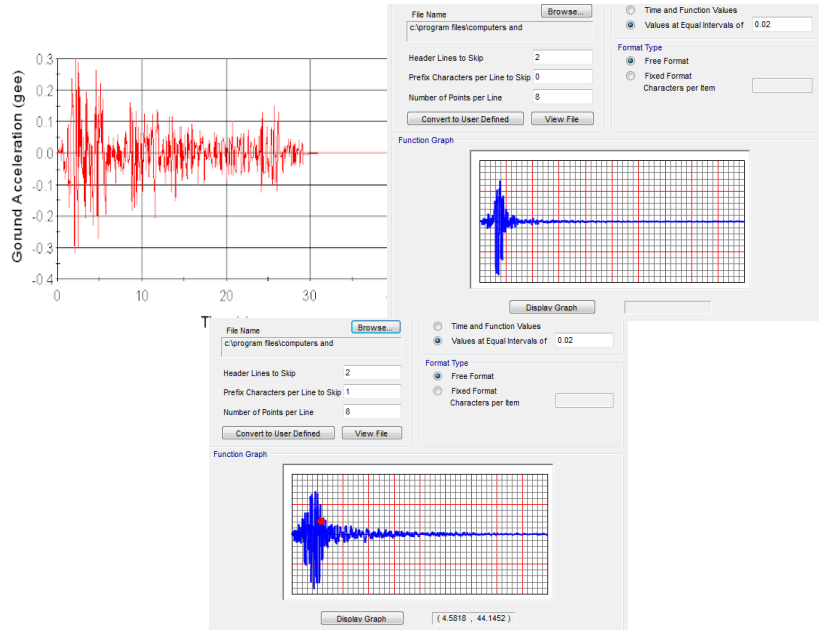 0.3
0.2
0.1
0.0
-0.1
-0.2
-0.3
-0.4
Gorund Acceleration (gee)
0
10
20
30
File Name
Browse...
c:\program files\computers and
Header Lines to Skip
2
Prefix Characters per Line to Skip
0
Number of Points per Line
8
Convert to User Defined
View File
Time and Function Values
Values at Equal Intervals of
0.02
Format Type
Free Format
Fixed Format
Characters per Item
Function Graph
Display Graph
File Name
Browse...
c:\program files\computers and
Header Lines to Skip
2
Prefix Characters per Line to Skip
1
Number of Points per Line
8
Convert to User Defined
View File
Time and Function Values
Values at Equal Intervals of
0.02
Format Type
Free Format
Fixed Format
Characters per Item
Function Graph
Display Graph
(4.5818 , 44.1452)